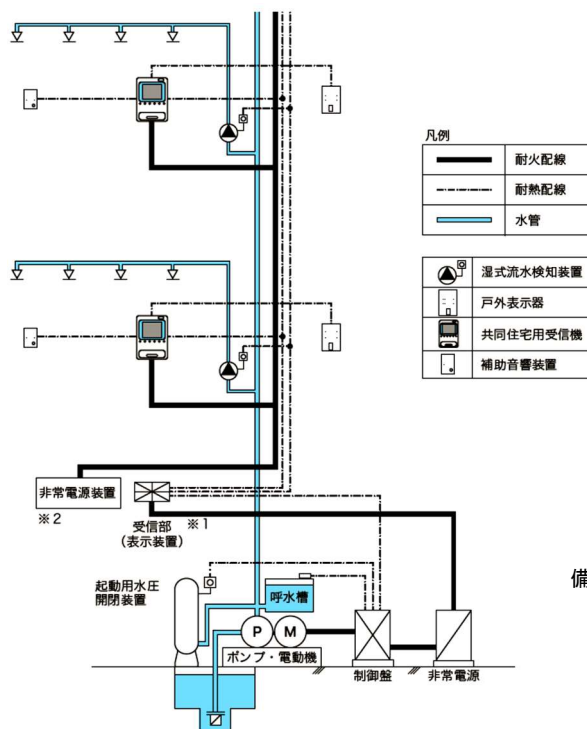 凡例
耐火配線
耐熱配線
水管
湿式流水検知装置
戸外表示器
共同住宅用受信機
補助音響装置
非常電源装置
※2
受信部 ※1
(表示装置)
起動用水圧
開閉装置
呼水槽
P M
ポンプ・電動機
制御盤
非常電源
備